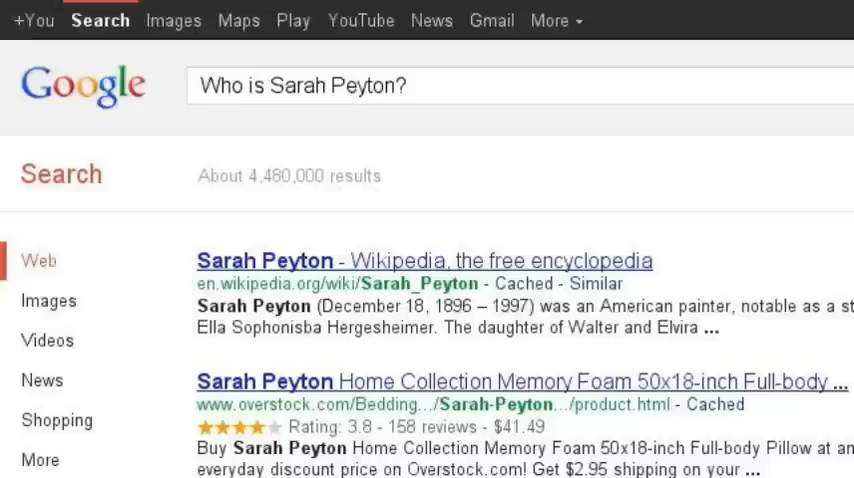 +You Search Images Maps Play YouTube News Gmail More
Google
Who is Sarah Peyton?
Search
About 4,480,000 results
Web
Images
Videos
News
Shopping
More
Sarah Peyton - Wikipedia, the free encyclopedia
en.wikipedia.org/wiki/Sarah_Peyton - Cached - Similar
Sarah Peyton (December 18, 1896 – 1997) was an American painter, notable as a st
Ella Sophonisba Hergesheimer. The daughter of Walter and Elvira ...
Sarah Peyton Home Collection Memory Foam 50x18-inch Full-body ...
www.overstock.com/Bedding.../Sarah-Peyton.../product.html - Cached
Rating: 3.8 - 158 reviews - $41.49
Buy Sarah Peyton Home Collection Memory Foam 50x18-inch Full-body Pillow at an
everyday discount price on Overstock.com! Get $2.95 shipping on your ...